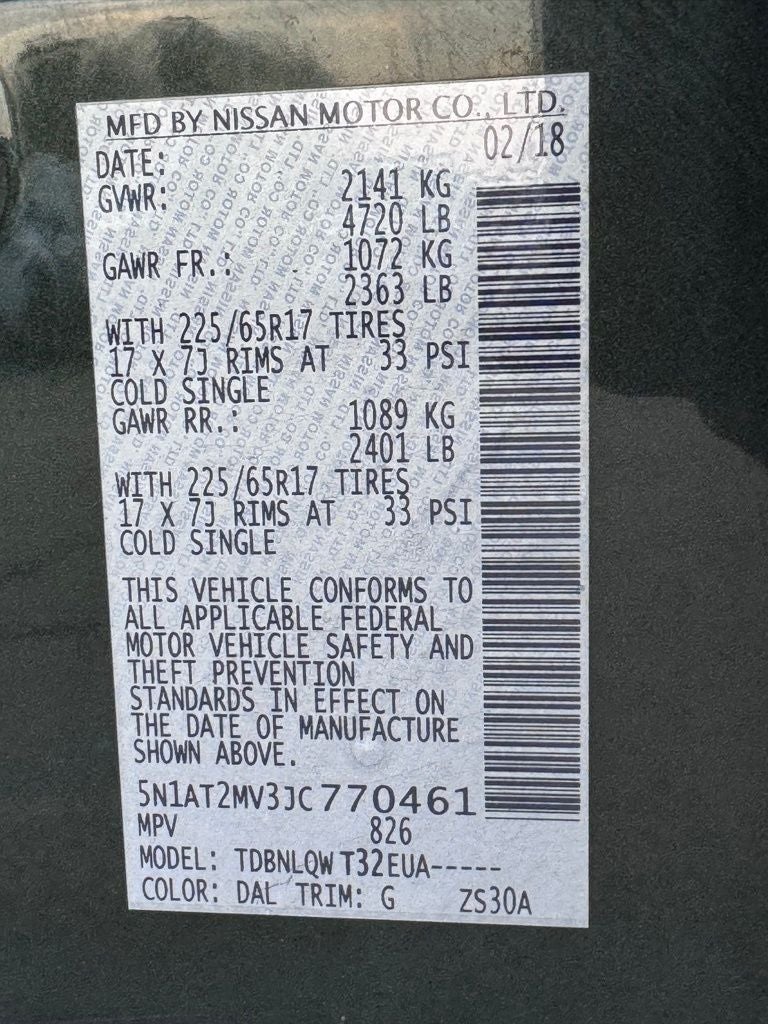 MFD BY NISSAN MOTOR CO., LTD.
DATE: 02/18
GVWR: 2141 KG
4720 LB
GAWR FR.: 1072 KG
2363 LB
WITH 225/65R17 TIRES
17 X 7J RIMS AT 33 PSI
COLD SINGLE
GAWR RR.: 1089 KG
2401 LB
WITH 225/65R17 TIRES
17 X 7J RIMS AT 33 PSI
COLD SINGLE
THIS VEHICLE CONFORMS TO
ALL APPLICABLE FEDERAL
MOTOR VEHICLE SAFETY AND
THEFT PREVENTION
STANDARDS IN EFFECT ON
THE DATE OF MANUFACTURE
SHOWN ABOVE.
5N1AT2MV3JC770461
MPV 826
MODEL: TDBNLQW T32EUA-----
COLOR: DAL TRIM: G ZS30A